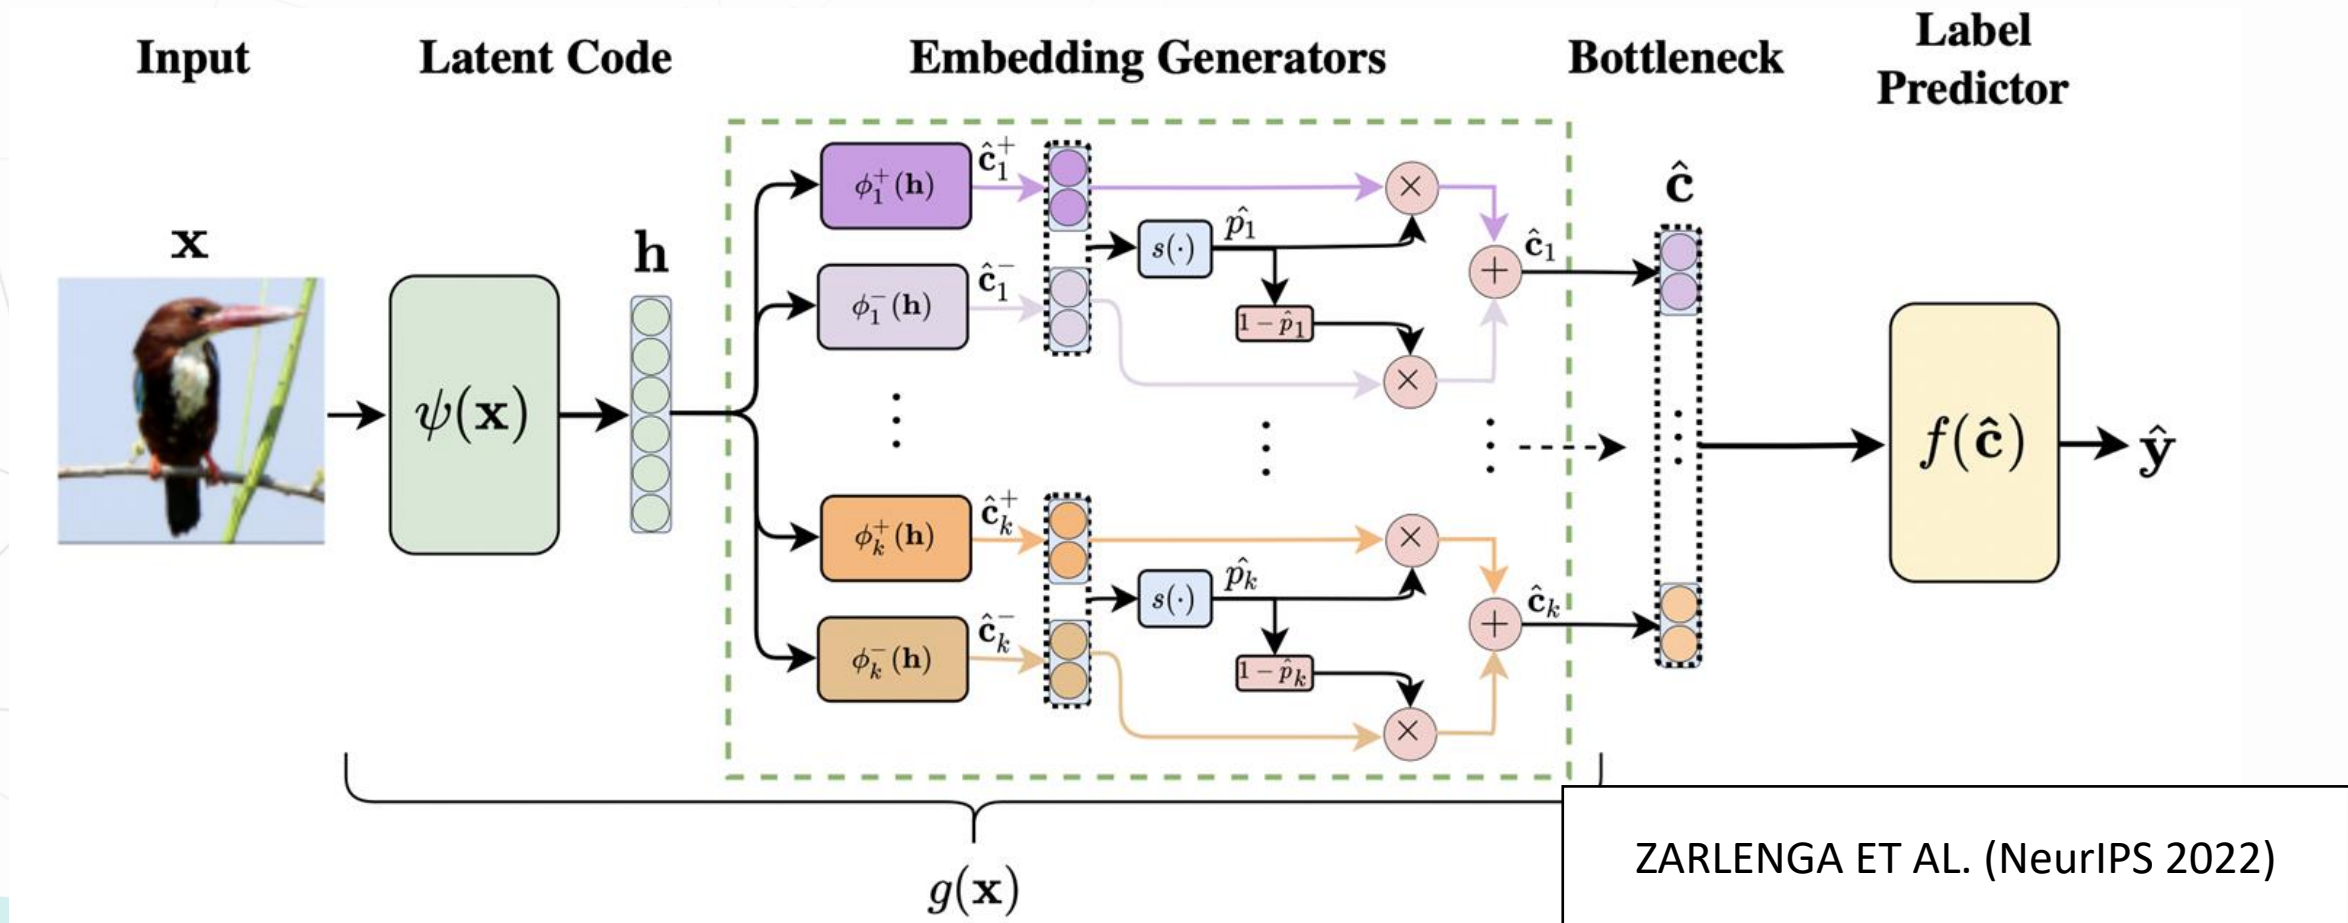 Input
Latent Code
Embedding Generators
Bottleneck
Label
Predictor
x
ψ(x)
h
ϕ₁⁺(h)
ĉ₁⁺
ϕ₁⁻(h)
ĉ₁⁻
s(·)
p̂₁
1 − p̂₁
×
×
+
ĉ₁
⋮
⋮
⋮
ϕₖ⁺(h)
ĉₖ⁺
ϕₖ⁻(h)
ĉₖ⁻
s(·)
p̂ₖ
1 − p̂ₖ
×
×
+
ĉₖ
ĉ
⋮
f(ĉ)
ŷ
g(x)
ZARLENGA ET AL. (NeurIPS 2022)